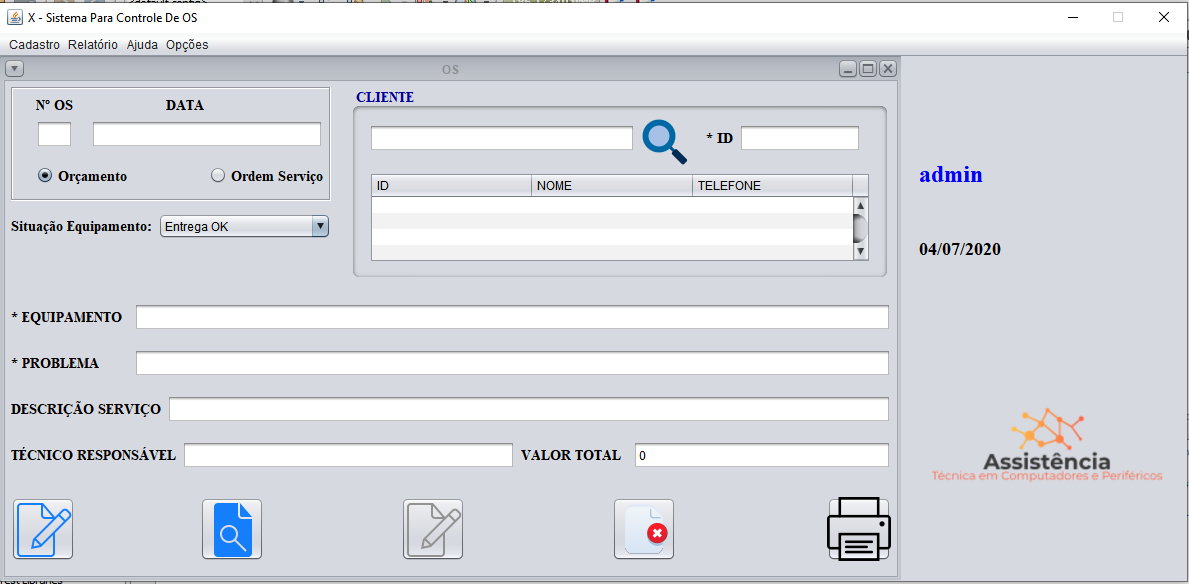 X - Sistema Para Controle De OS
Cadastro Relatório Ajuda Opções
OS
Nº OS DATA
Orçamento Ordem Serviço
Situação Equipamento: Entrega OK
CLIENTE
* ID
ID NOME TELEFONE
* EQUIPAMENTO
* PROBLEMA
DESCRIÇÃO SERVIÇO
TÉCNICO RESPONSÁVEL VALOR TOTAL 0
admin
04/07/2020
Assistência
Técnica em Computadores e Periféricos